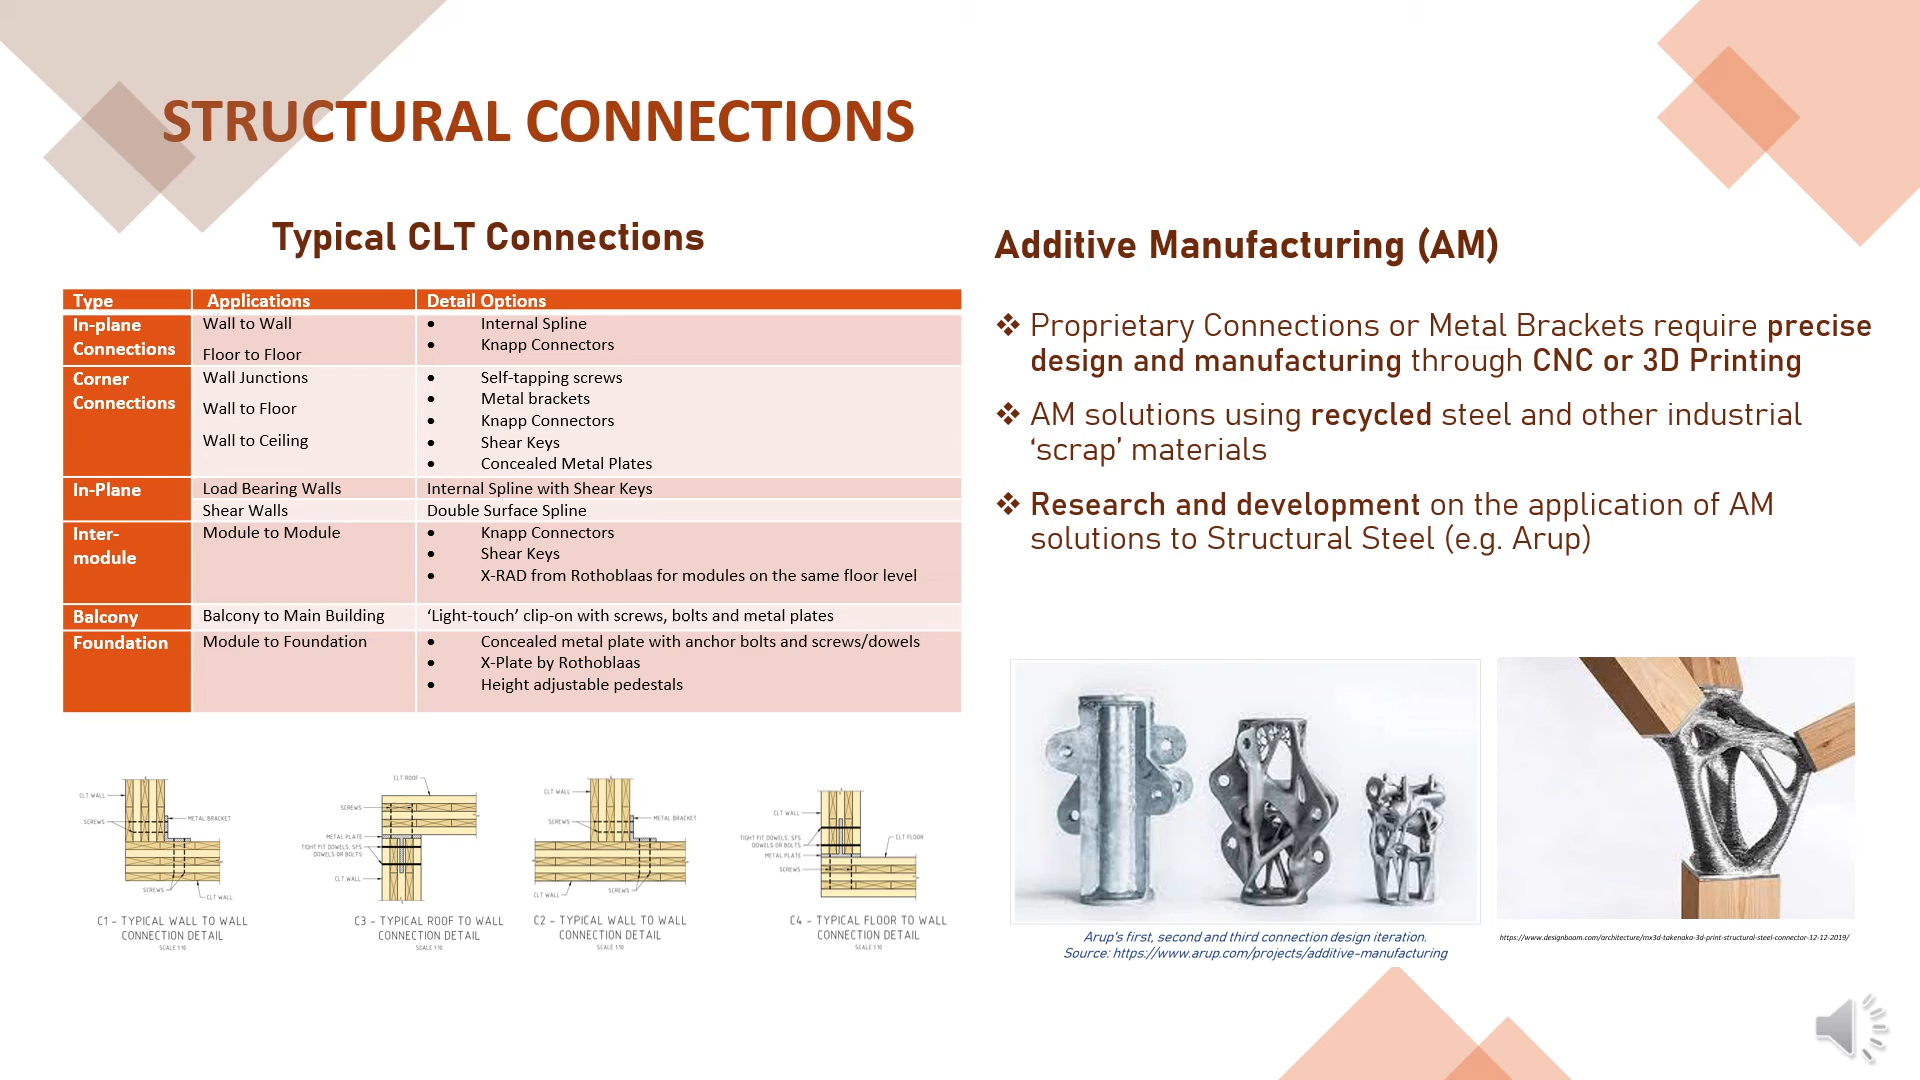 STRUCTURAL CONNECTIONS
Typical CLT Connections
Type Applications Detail Options
In-plane Connections
Wall to Wall
Floor to Floor
• Internal Spline
• Knapp Connectors
Corner Connections
Wall Junctions
Wall to Floor
Wall to Ceiling
• Self-tapping screws
• Metal brackets
• Knapp Connectors
• Shear Keys
• Concealed Metal Plates
In-Plane
Load Bearing Walls Internal Spline with Shear Keys
Shear Walls Double Surface Spline
Inter-
module
Module to Module
• Knapp Connectors
• Shear Keys
• X-RAD from Rothoblaas for modules on the same floor level
Balcony Balcony to Main Building ‘Light-touch’ clip-on with screws, bolts and metal plates
Foundation Module to Foundation
• Concealed metal plate with anchor bolts and screws/dowels
• X-Plate by Rothoblaas
• Height adjustable pedestals
CLT WALL
SCREWS
METAL BRACKET
SCREWS
CLT WALL
C1 - TYPICAL WALL TO WALL
CONNECTION DETAIL
SCALE 1:10
CLT ROOF
SCREWS
METAL PLATE
TIGHT FIT DOWELS, SFS
DOWELS OR BOLTS
CLT WALL
C3 - TYPICAL ROOF TO WALL
CONNECTION DETAIL
SCALE 1:10
CLT WALL
SCREWS
METAL BRACKET
CLT WALL
SCREWS
C2 - TYPICAL WALL TO WALL
CONNECTION DETAIL
SCALE 1:10
CLT WALL
TIGHT FIT DOWELS, SFS
DOWELS OR BOLTS
METAL PLATE
SCREWS
CLT FLOOR
C4 - TYPICAL FLOOR TO WALL
CONNECTION DETAIL
SCALE 1:10
Additive Manufacturing (AM)
❖ Proprietary Connections or Metal Brackets require precise
design and manufacturing through CNC or 3D Printing
❖ AM solutions using recycled steel and other industrial
‘scrap’ materials
❖ Research and development on the application of AM
solutions to Structural Steel (e.g. Arup)
Arup's first, second and third connection design iteration.
Source: https://www.arup.com/projects/additive-manufacturing
https://www.designboom.com/architecture/mx3d-takenaka-3d-print-structural-steel-connector-12-12-2019/